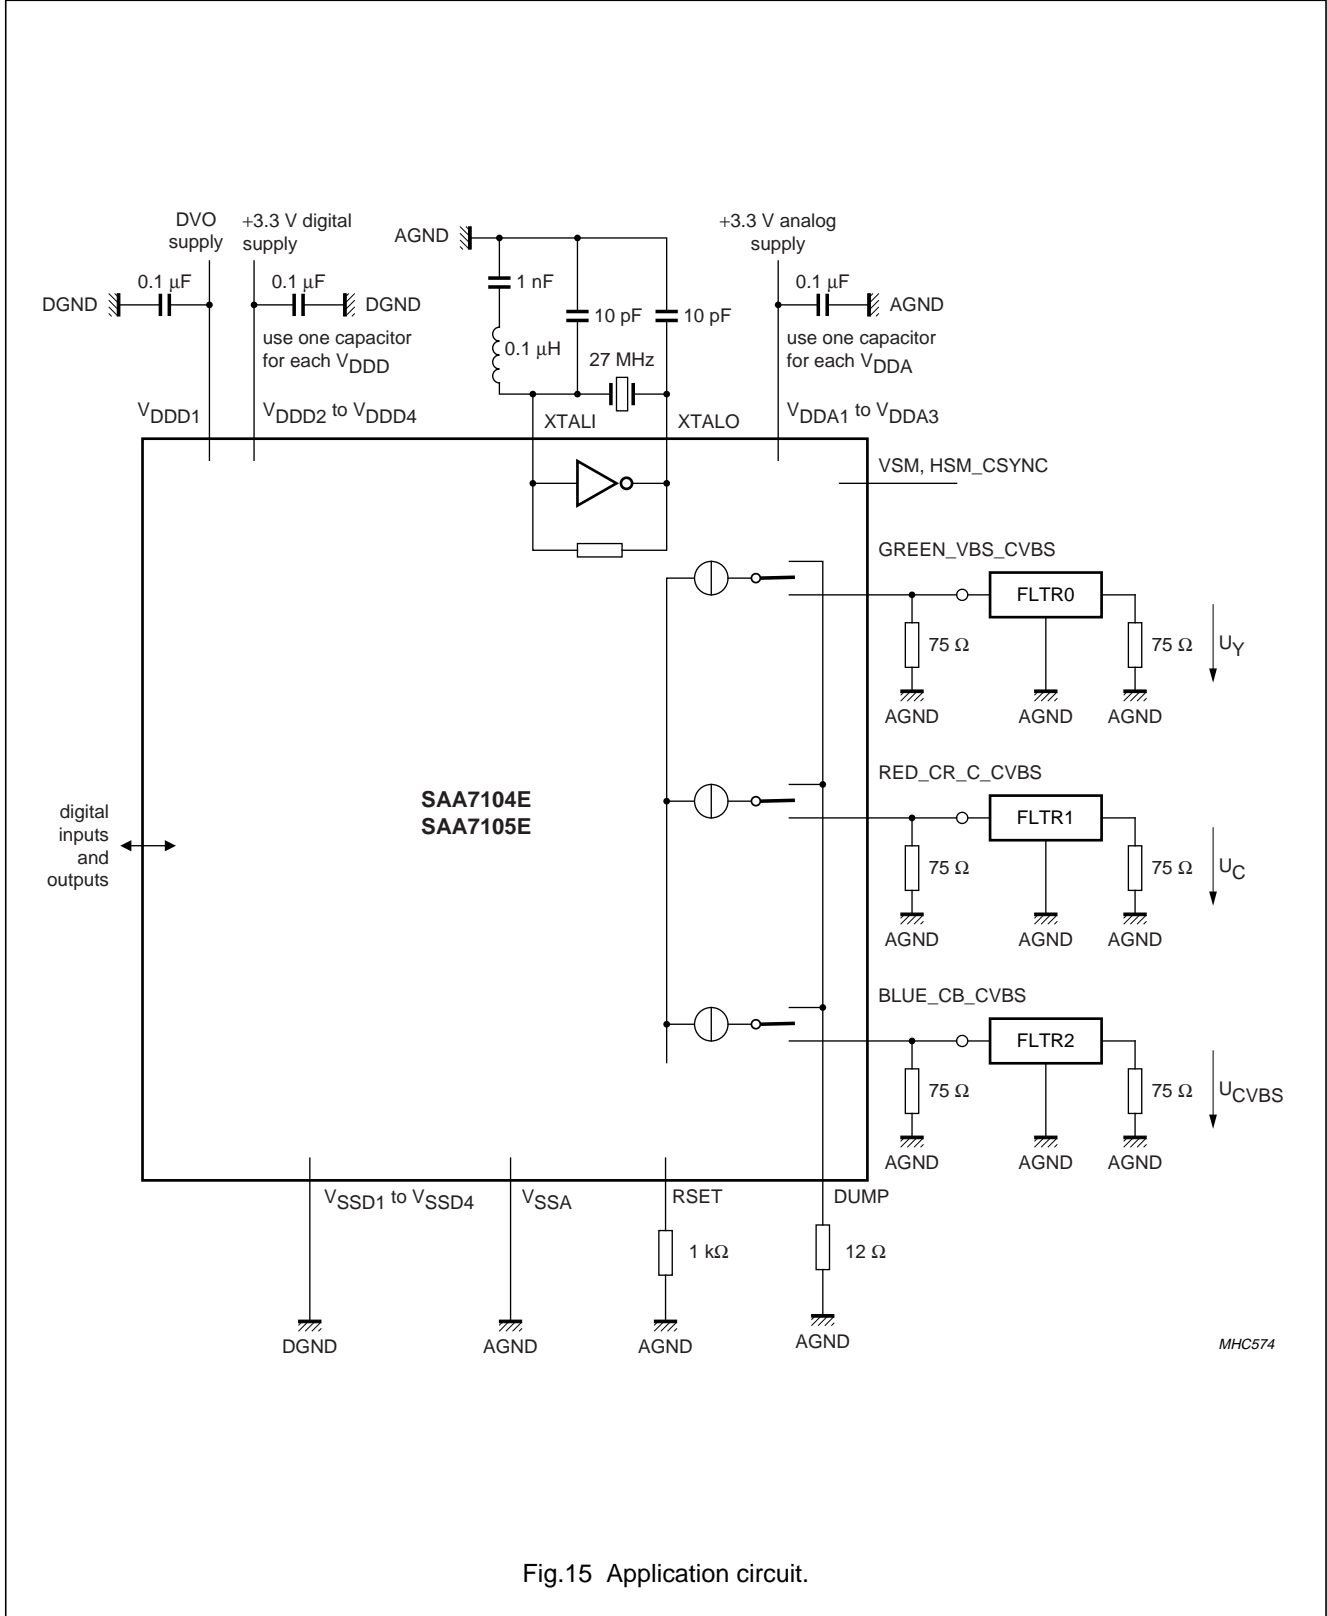 DVO
supply
+3.3 V digital
supply
AGND
+3.3 V analog
supply
0.1 μF
0.1 μF
1 nF
0.1 μF
DGND
DGND
10 pF
10 pF
AGND
use one capacitor
for each VDDD
0.1 μH
27 MHz
use one capacitor
for each VDDA
VDDD1
VDDD2 to VDDD4
XTALI
XTALO
VDDA1 to VDDA3
VSM, HSM_CSYNC
GREEN_VBS_CVBS
FLTR0
75 Ω
75 Ω
UY
AGND
AGND
AGND
RED_CR_C_CVBS
SAA7104E
SAA7105E
digital
inputs
and
outputs
FLTR1
75 Ω
75 Ω
UC
AGND
AGND
AGND
BLUE_CB_CVBS
FLTR2
75 Ω
75 Ω
UCVBS
AGND
AGND
AGND
VSSD1 to VSSD4
VSSA
RSET
DUMP
1 kΩ
12 Ω
DGND
AGND
AGND
AGND
MHC574
Fig.15 Application circuit.